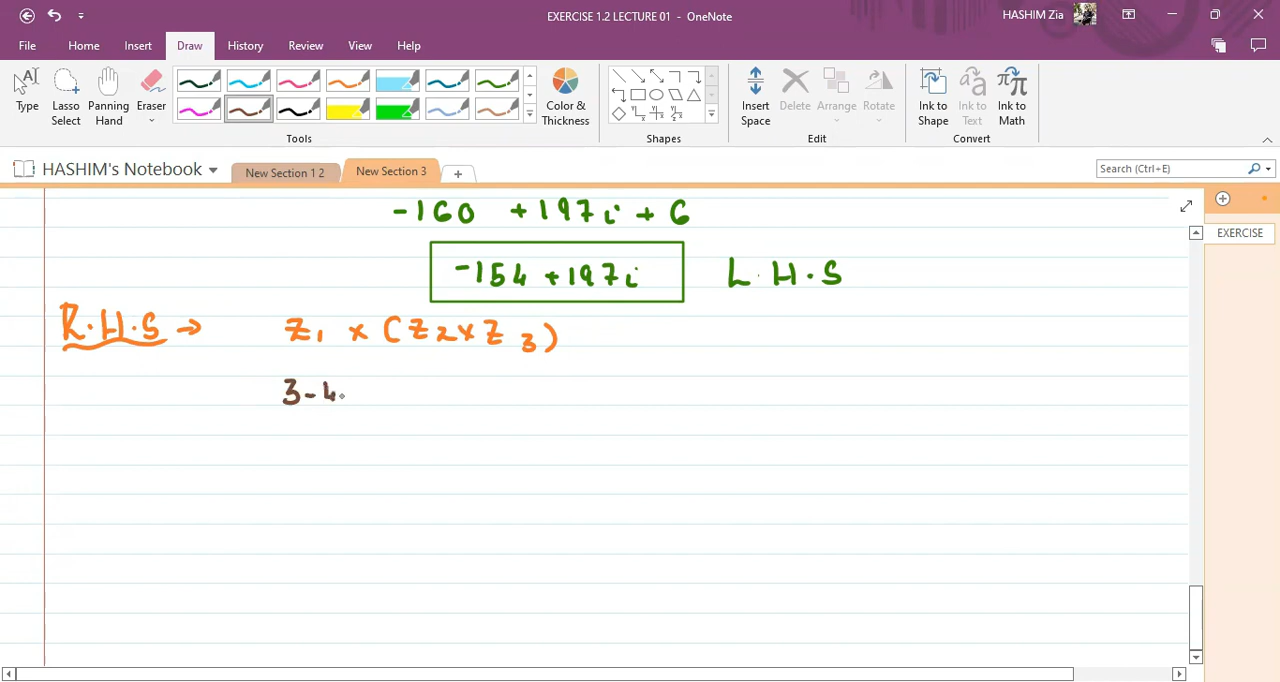 EXERCISE 1.2 LECTURE 01 - OneNote
HASHIM Zia
File Home Insert Draw History Review View Help
Type
Lasso Select
Panning Hand
Eraser
Color & Thickness
Insert Space
Delete
Arrange
Rotate
Ink to Shape
Ink to Text
Ink to Math
Tools Shapes Edit Convert
HASHIM's Notebook New Section 1 2 New Section 3 Search (Ctrl+E)
EXERCISE
-160 +197i + 6
-154 +197i L.H.S
R.H.S → z1 × (z2 × z3)
3-4